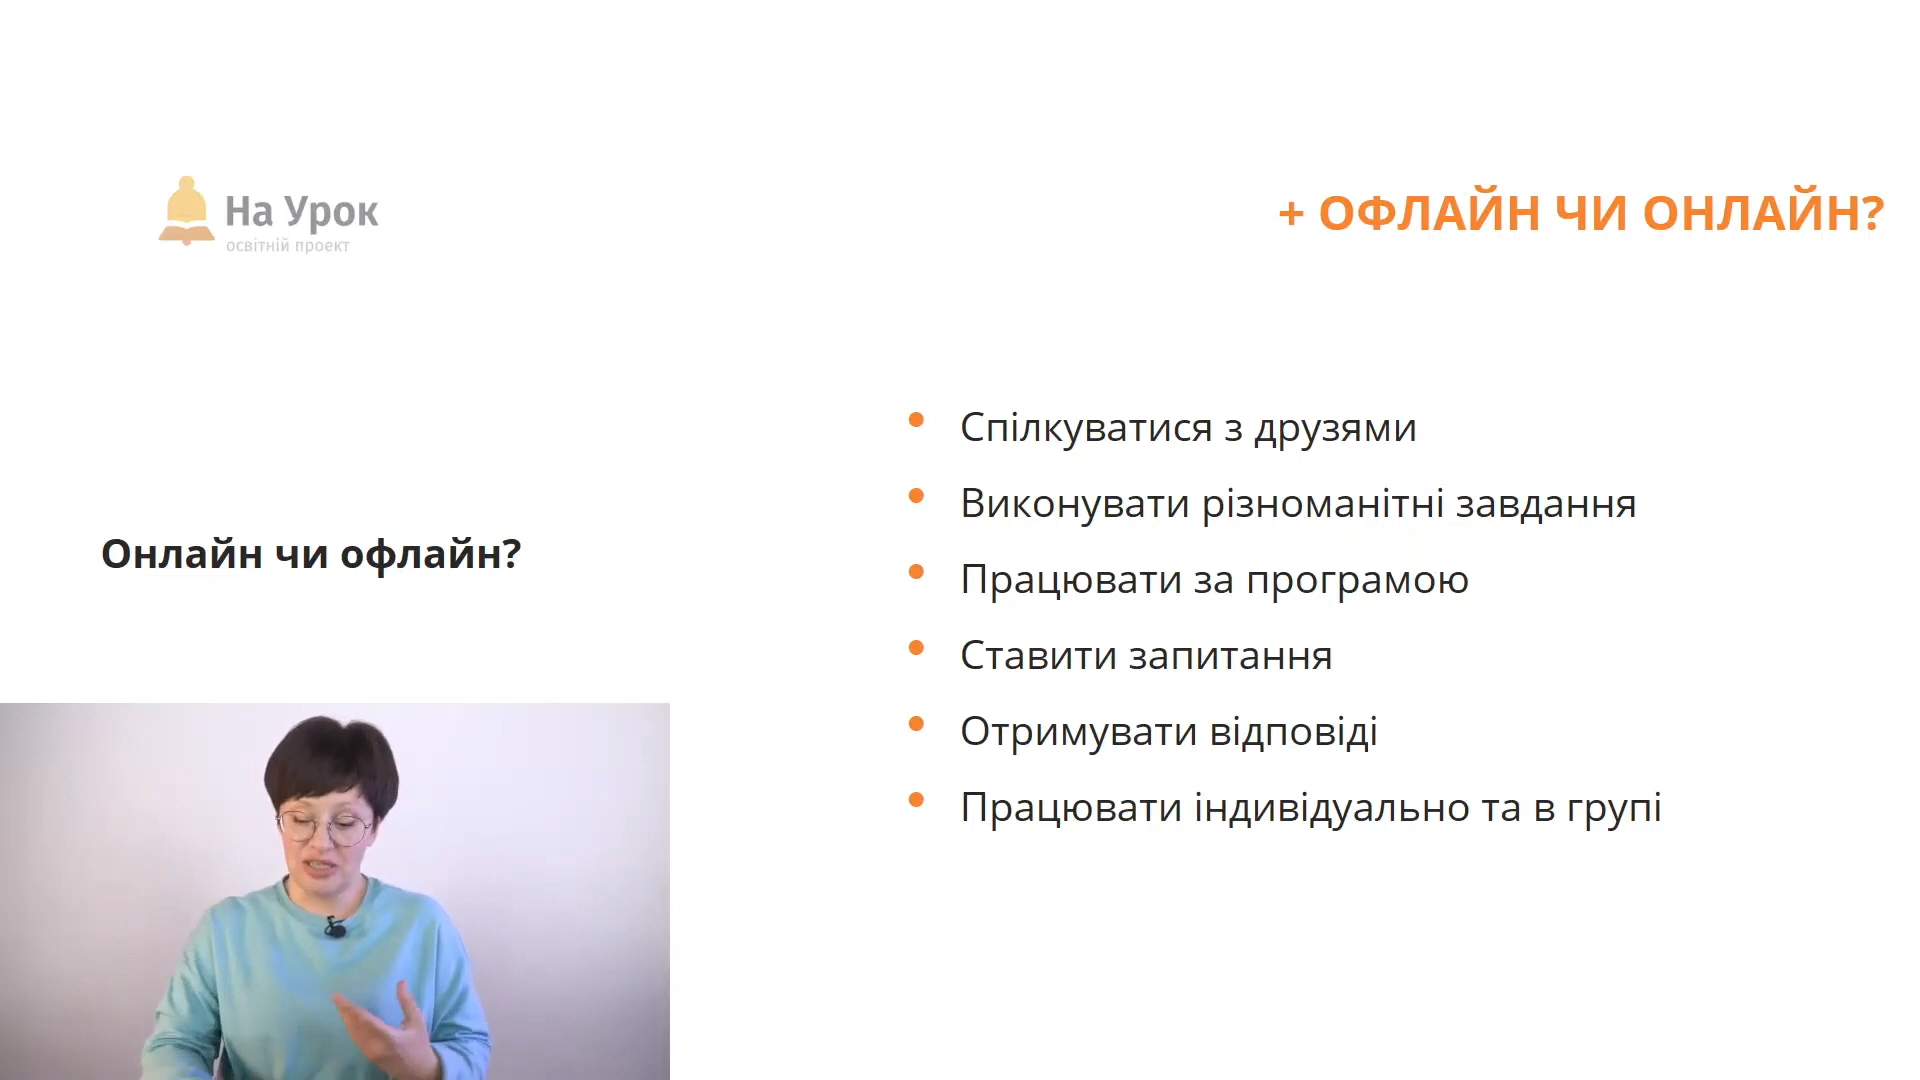 На Урок
освітній проект
+ ОФЛАЙН ЧИ ОНЛАЙН?
Онлайн чи офлайн?
• Спілкуватися з друзями
• Виконувати різноманітні завдання
• Працювати за програмою
• Ставити запитання
• Отримувати відповіді
• Працювати індивідуально та в групі